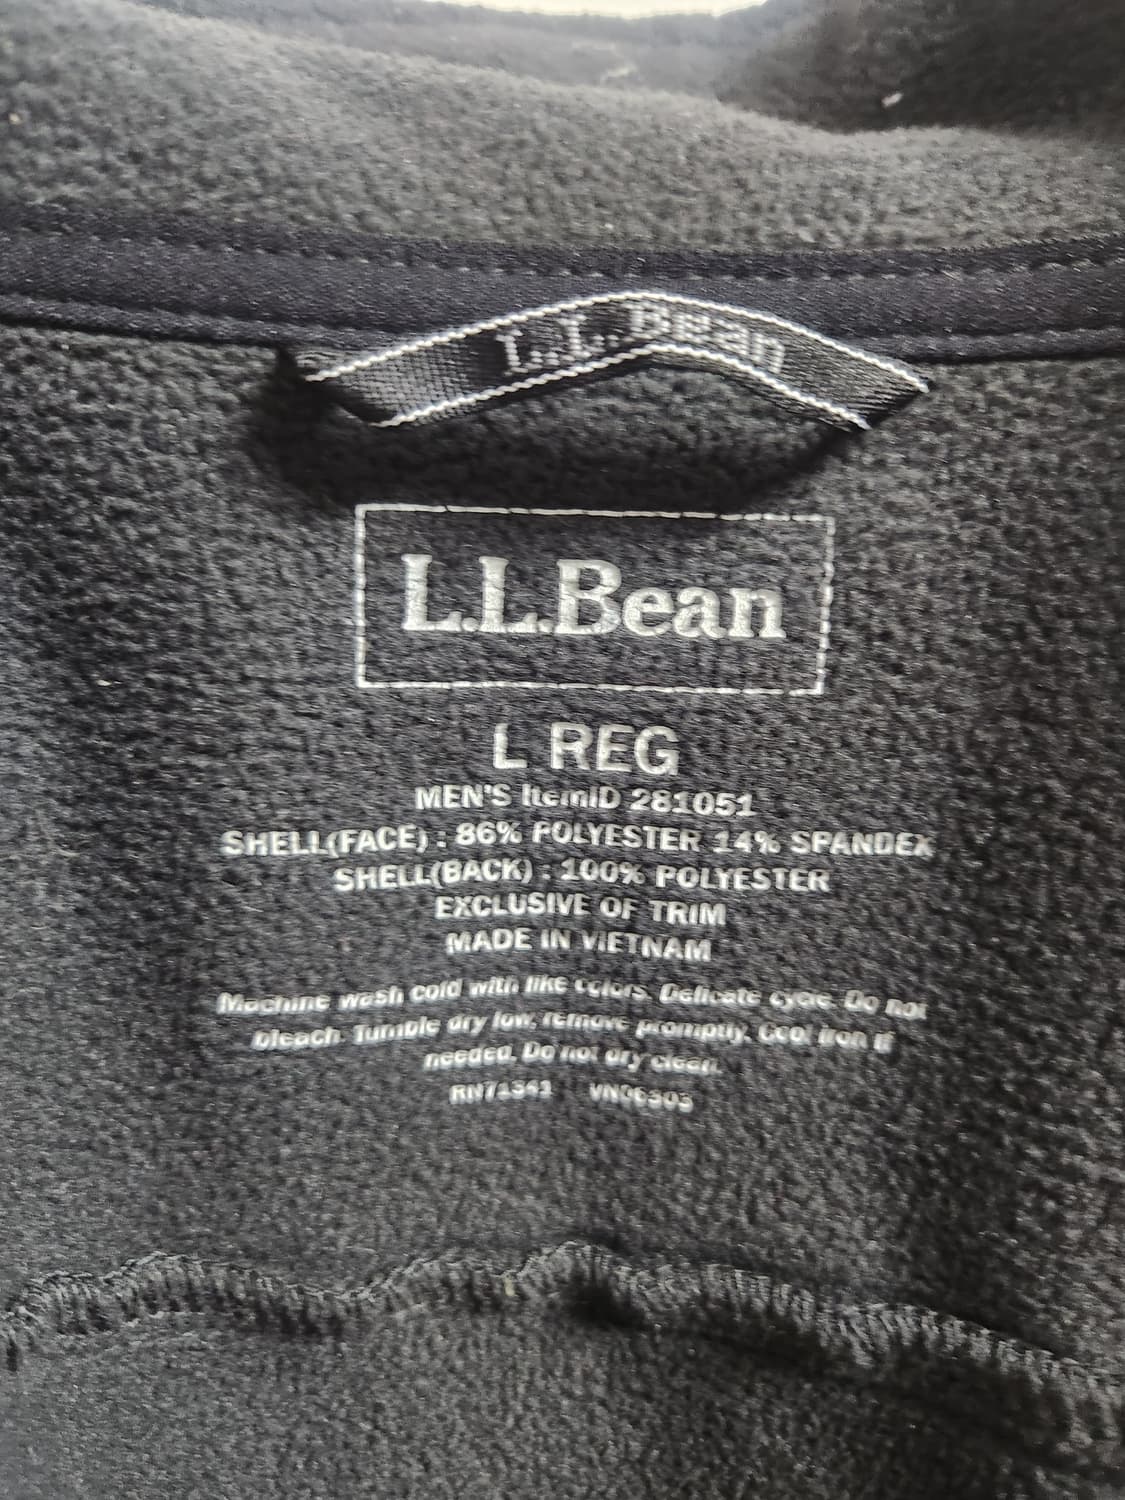 L.L.Bean
L.L.Bean
L REG
MEN'S ItemID 281051
SHELL(FACE) : 86% POLYESTER 14% SPANDEX
SHELL(BACK) : 100% POLYESTER
EXCLUSIVE OF TRIM
MADE IN VIETNAM
Machine wash cold with like colors. Delicate cycle. Do not
bleach. Tumble dry low, remove promptly. Cool iron if
needed. Do not dry clean.
RN71341 VN06303